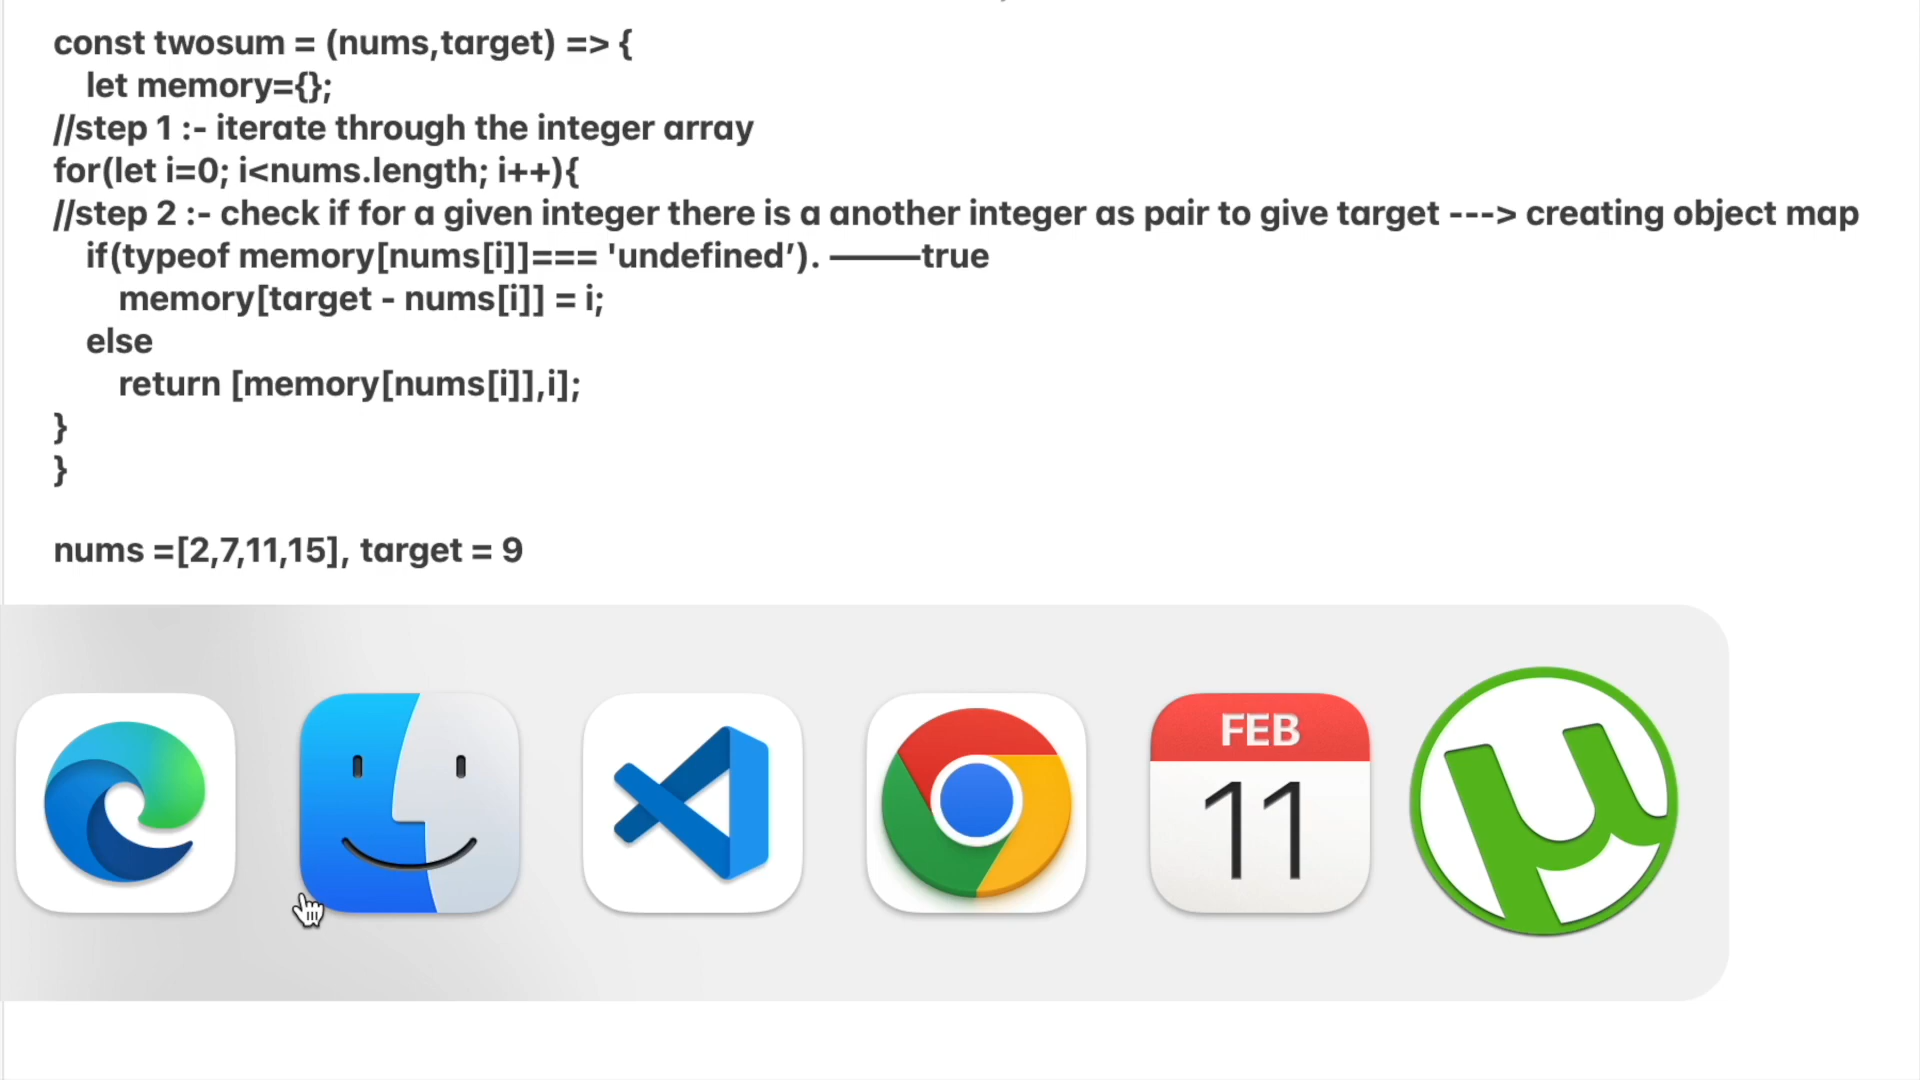 const twosum = (nums,target) => {
let memory={};
//step 1 :- iterate through the integer array
for(let i=0; i<nums.length; i++){
//step 2 :- check if for a given integer there is a another integer as pair to give target ---> creating object map
if(typeof memory[nums[i]]=== 'undefined’). ———true
memory[target - nums[i]] = i;
else
return [memory[nums[i]],i];
}
}
nums =[2,7,11,15], target = 9
FEB
11